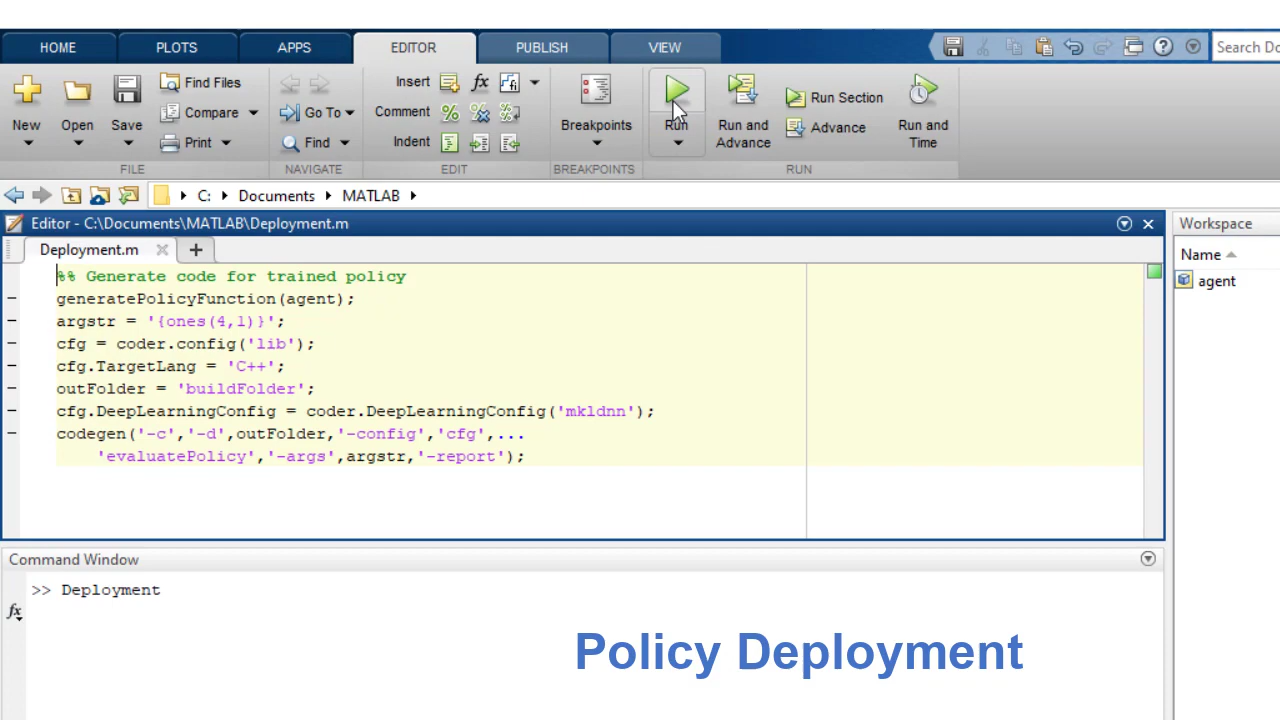 HOME PLOTS APPS EDITOR PUBLISH VIEW Search Do
New Open Save Find Files Compare Print Go To Find Insert fx Comment Indent Breakpoints Run Run and Advance Run Section Advance Run and Time
FILE NAVIGATE EDIT BREAKPOINTS RUN
C: Documents MATLAB
Editor - C:\Documents\MATLAB\Deployment.m
Workspace
Deployment.m
Name
agent
%% Generate code for trained policy
generatePolicyFunction(agent);
argstr = '{ones(4,1)}';
cfg = coder.config('lib');
cfg.TargetLang = 'C++';
outFolder = 'buildFolder';
cfg.DeepLearningConfig = coder.DeepLearningConfig('mkldnn');
codegen('-c','-d',outFolder,'-config','cfg',...
'evaluatePolicy','-args',argstr,'-report');
Command Window
>> Deployment
fx
Policy Deployment